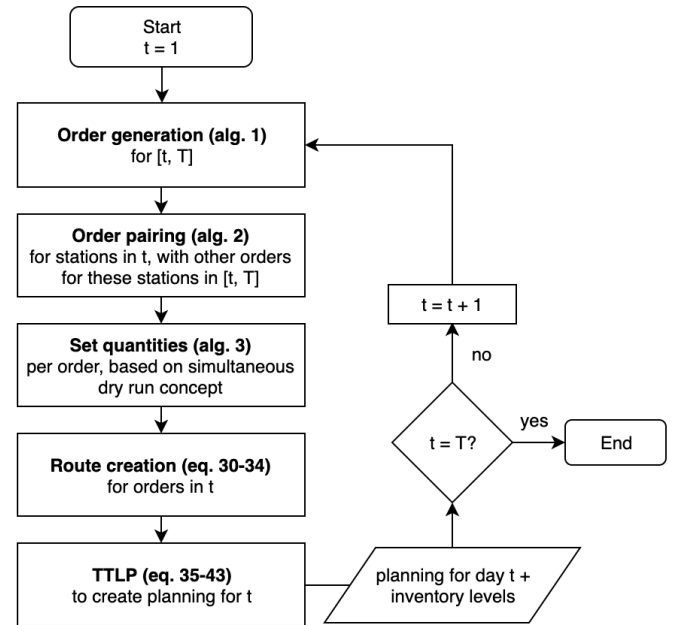 Start
t = 1
Order generation (alg. 1)
for [t, T]
Order pairing (alg. 2)
for stations in t, with other orders
for these stations in [t, T]
Set quantities (alg. 3)
per order, based on simultaneous
dry run concept
Route creation (eq. 30-34)
for orders in t
TTLP (eq. 35-43)
to create planning for t
planning for day t +
inventory levels
t = T?
yes
End
no
t = t + 1